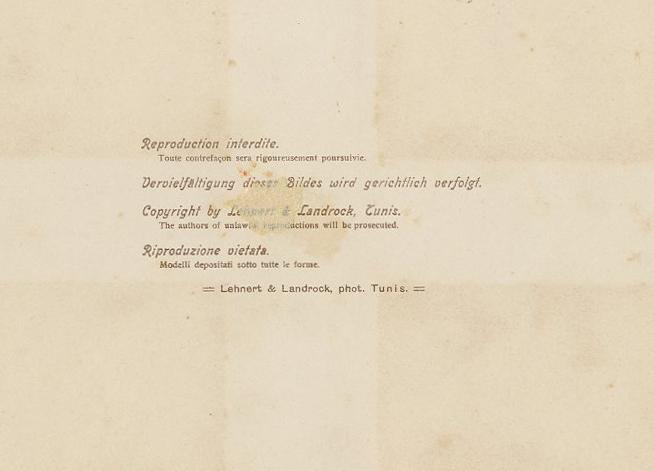 Reproduction interdite.
Toute contrefaçon sera rigoureusement poursuivie.
Vervielfältigung dieses Bildes wird gerichtlich verfolgt.
Copyright by Lehnert & Landrock, Tunis.
The authors of unlawful reproductions will be prosecuted.
Riproduzione vietata.
Modelli depositati sotto tutte le forme.
= Lehnert & Landrock, phot. Tunis. =